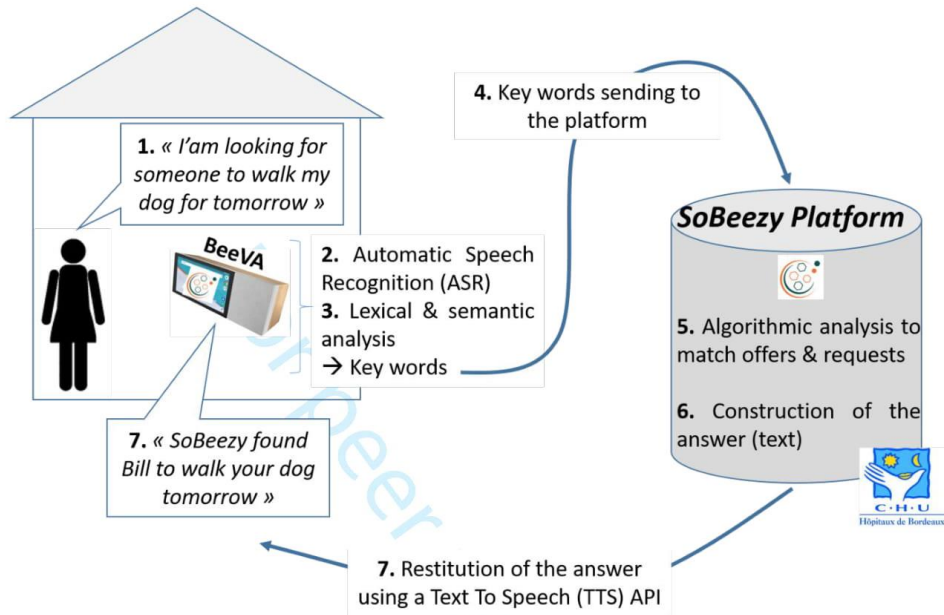 1. « I'am looking for
someone to walk my
dog for tomorrow »
BeeVA
2. Automatic Speech
Recognition (ASR)
3. Lexical & semantic
analysis
→ Key words
4. Key words sending to
the platform
SoBeezy Platform
5. Algorithmic analysis to
match offers & requests
6. Construction of the
answer (text)
C·H·U
Hôpitaux de Bordeaux
7. « SoBeezy found
Bill to walk your dog
tomorrow »
7. Restitution of the answer
using a Text To Speech (TTS) API
peer